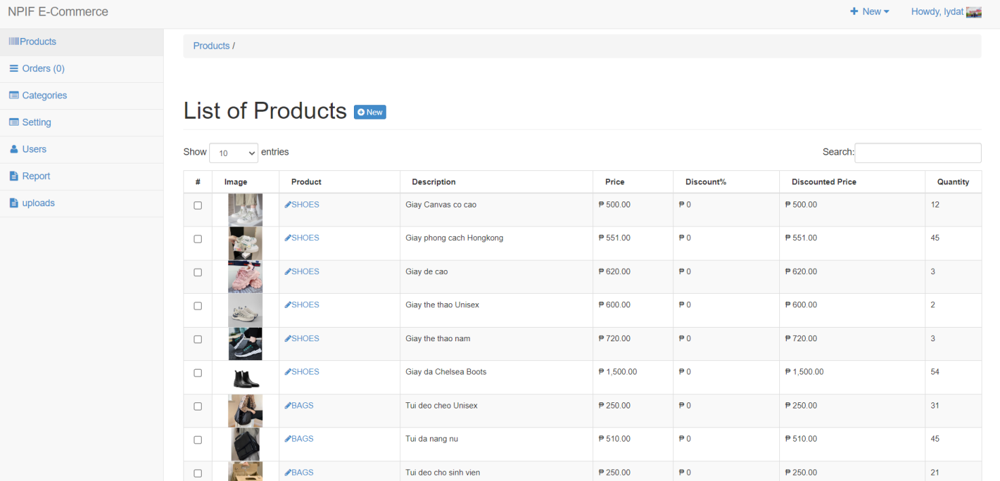 NPIF E-Commerce
New
Howdy, lydat
Products
Orders (0)
Categories
Setting
Users
Report
uploads
Products /
List of Products New
Show 10 entries
Search:
# Image Product Description Price Discount% Discounted Price Quantity
SHOES Giay Canvas co cao ₱ 500.00 ₱ 0 ₱ 500.00 12
SHOES Giay phong cach Hongkong ₱ 551.00 ₱ 0 ₱ 551.00 45
SHOES Giay de cao ₱ 620.00 ₱ 0 ₱ 620.00 3
SHOES Giay the thao Unisex ₱ 600.00 ₱ 0 ₱ 600.00 2
SHOES Giay the thao nam ₱ 720.00 ₱ 0 ₱ 720.00 3
SHOES Giay da Chelsea Boots ₱ 1,500.00 ₱ 0 ₱ 1,500.00 54
BAGS Tui deo cheo Unisex ₱ 250.00 ₱ 0 ₱ 250.00 31
BAGS Tui da nang nu ₱ 510.00 ₱ 0 ₱ 510.00 45
BAGS Tui deo cho sinh vien ₱ 250.00 ₱ 0 ₱ 250.00 21